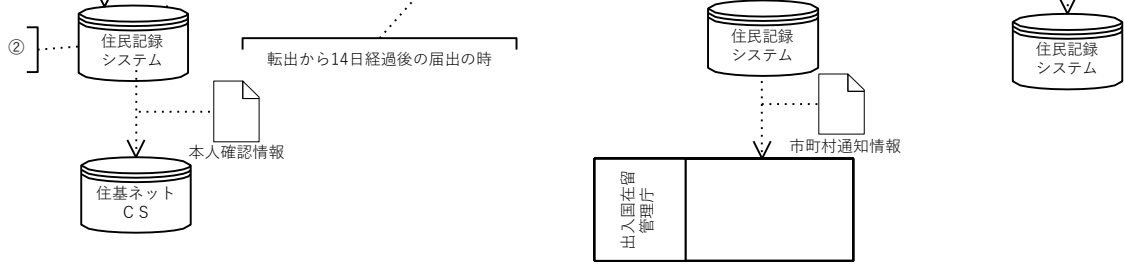 ②
住民記録
システム
転出から14日経過後の届出の時
本人確認情報
住基ネット
ＣＳ
住民記録
システム
市町村通知情報
出入国在留
管理庁
住民記録
システム